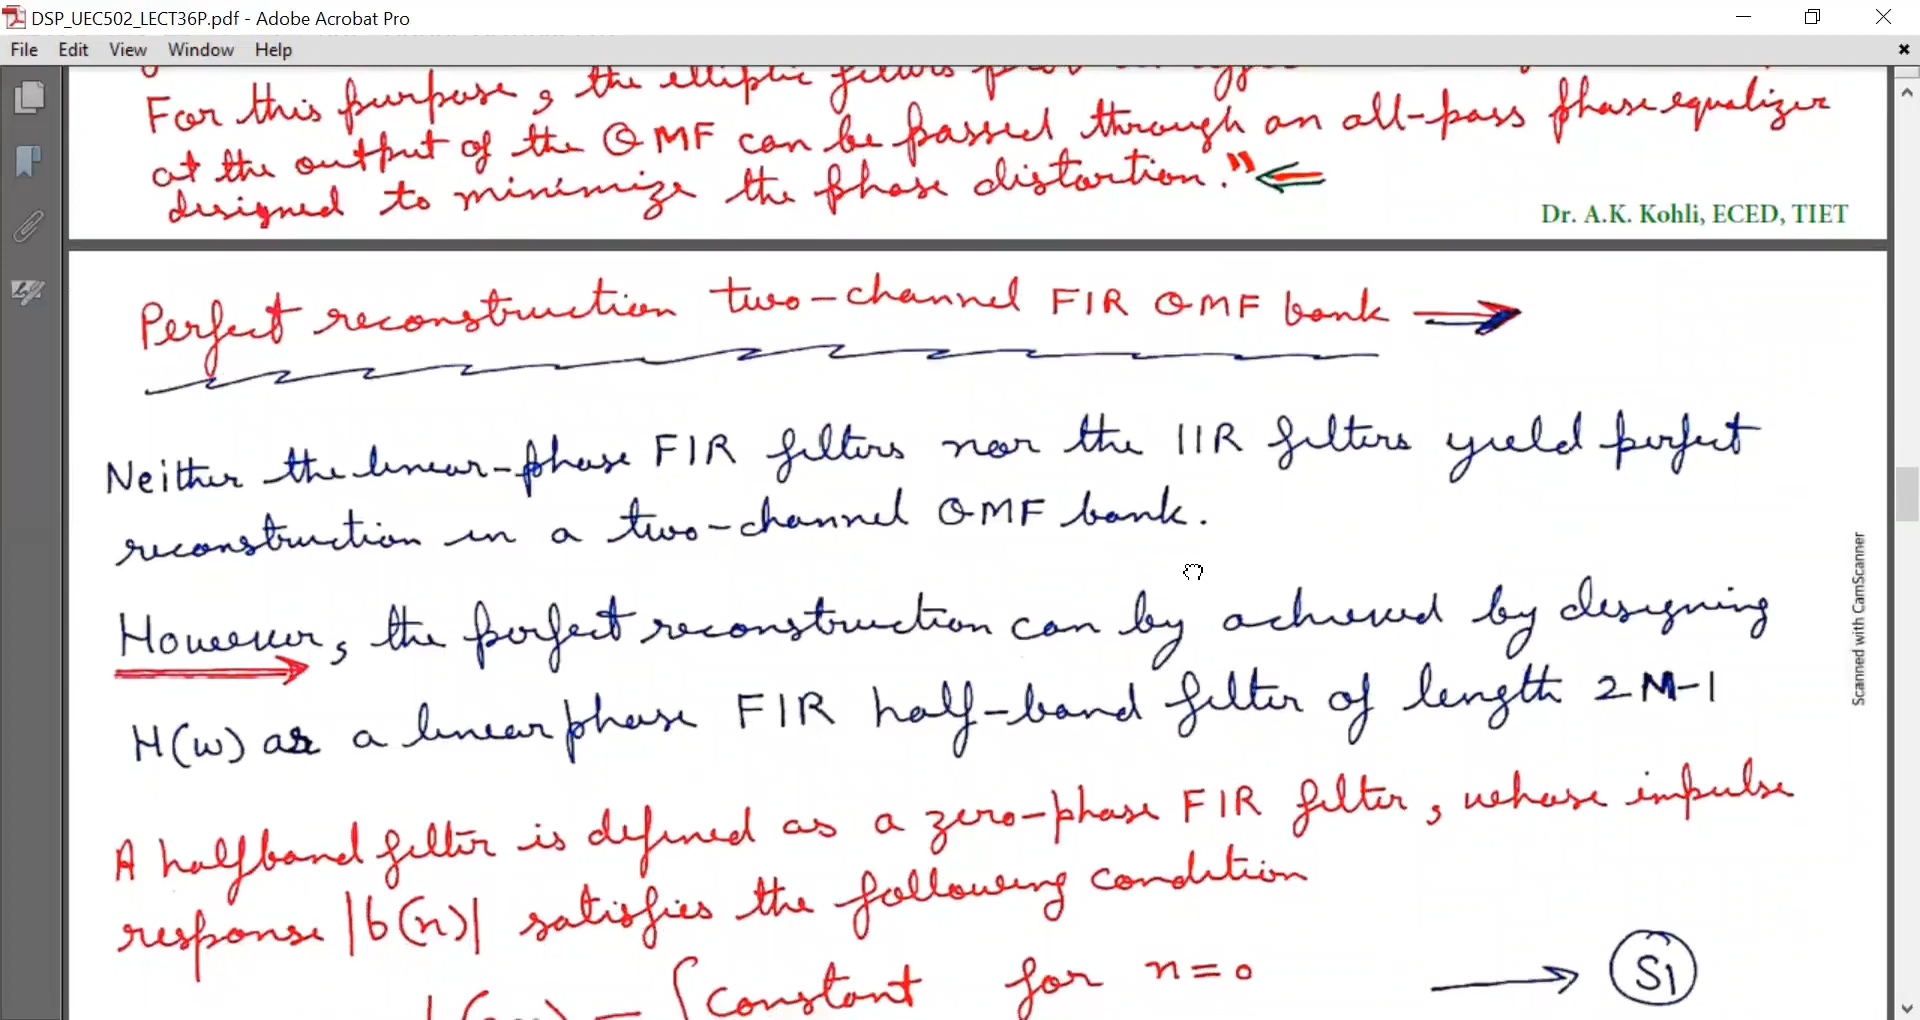 DSP_UEC502_LECT36P.pdf - Adobe Acrobat Pro
File Edit View Window Help
For this purpose, the elliptic filters
at the output of the QMF can be passed through an all-pass phase equalizer
designed to minimize the phase distortion."
Dr. A.K. Kohli, ECED, TIET
Perfect reconstruction two-channel FIR QMF bank
Neither the linear-phase FIR filters nor the IIR filters yield perfect
reconstruction in a two-channel QMF bank.
However, the perfect reconstruction can by achieved by designing
H(w) as a linear phase FIR half-band filter of length 2M-1
A halfband filter is defined as a zero-phase FIR filter, whose impulse
response |b(n)| satisfies the following condition
constant for n=0
S1
Scanned with CamScanner